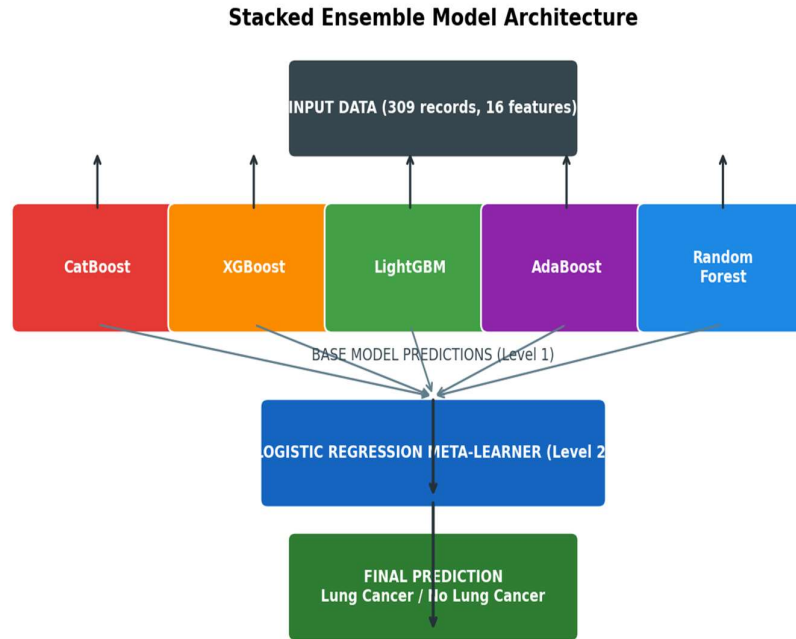 Stacked Ensemble Model Architecture
INPUT DATA (309 records, 16 features)
CatBoost
XGBoost
LightGBM
AdaBoost
Random
Forest
BASE MODEL PREDICTIONS (Level 1)
LOGISTIC REGRESSION META-LEARNER (Level 2
FINAL PREDICTION
Lung Cancer / No Lung Cancer